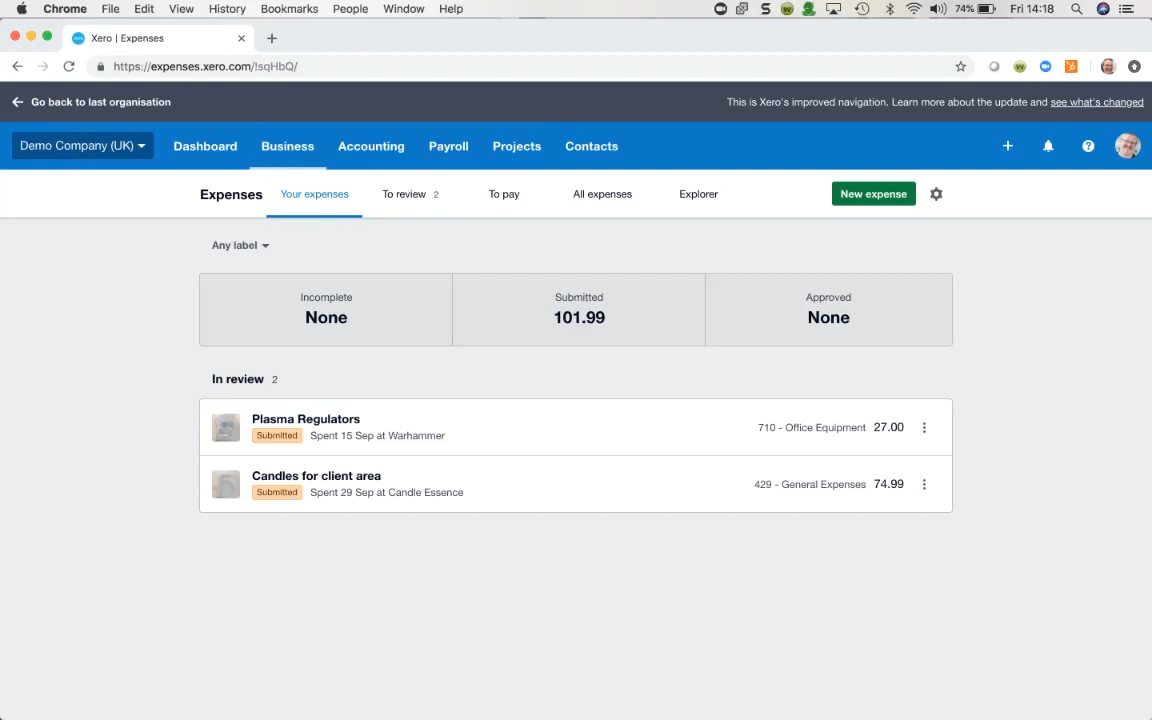 Chrome File Edit View History Bookmarks People Window Help 74% Fri 14:18
Xero | Expenses
https://expenses.xero.com/!sqHbQ/
Go back to last organisation This is Xero's improved navigation. Learn more about the update and see what's changed
Demo Company (UK) Dashboard Business Accounting Payroll Projects Contacts
Expenses Your expenses To review 2 To pay All expenses Explorer New expense
Any label
Incomplete Submitted Approved
None 101.99 None
In review 2
Plasma Regulators
Submitted Spent 15 Sep at Warhammer 710 - Office Equipment 27.00
Candles for client area
Submitted Spent 29 Sep at Candle Essence 429 - General Expenses 74.99